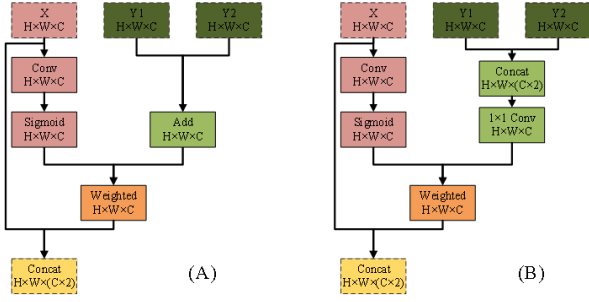 X
H×W×C
Y1
H×W×C
Y2
H×W×C
Conv
H×W×C
Sigmoid
H×W×C
Add
H×W×C
Weighted
H×W×C
Concat
H×W×(C×2)
(A)
X
H×W×C
Y1
H×W×C
Y2
H×W×C
Conv
H×W×C
Concat
H×W×(C×2)
Sigmoid
H×W×C
1×1 Conv
H×W×C
Weighted
H×W×C
Concat
H×W×(C×2)
(B)